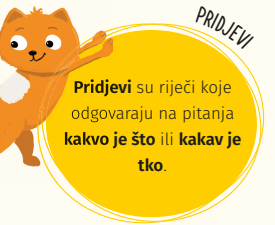 PRIDJEVI
Pridjevi su riječi koje
odgovaraju na pitanja
kakvo je što ili kakav je
tko.